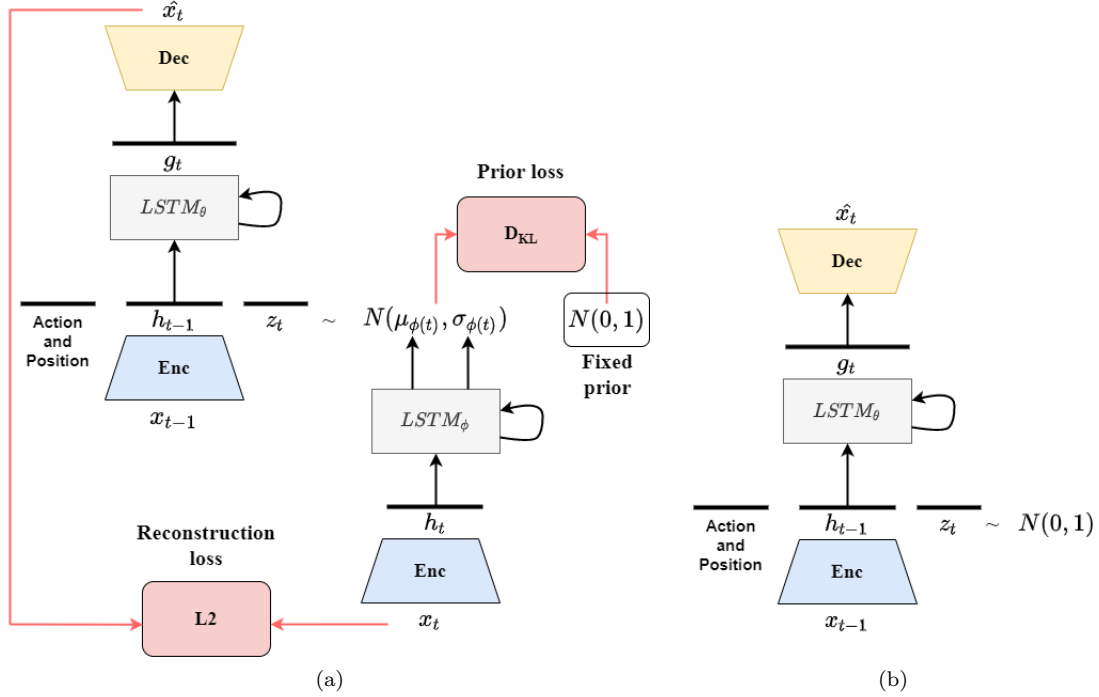 x̂_t
Dec
g_t
LSTM_θ
Action
and
Position
h_{t−1}
z_t ∼ N(μ_{ϕ(t)}, σ_{ϕ(t)})
Enc
x_{t−1}
Prior loss
D_KL
N(0, 1)
Fixed
prior
LSTM_ϕ
h_t
Enc
x_t
Reconstruction
loss
L2
(a)
x̂_t
Dec
g_t
LSTM_θ
Action
and
Position
h_{t−1}
z_t ∼ N(0, 1)
Enc
x_{t−1}
(b)